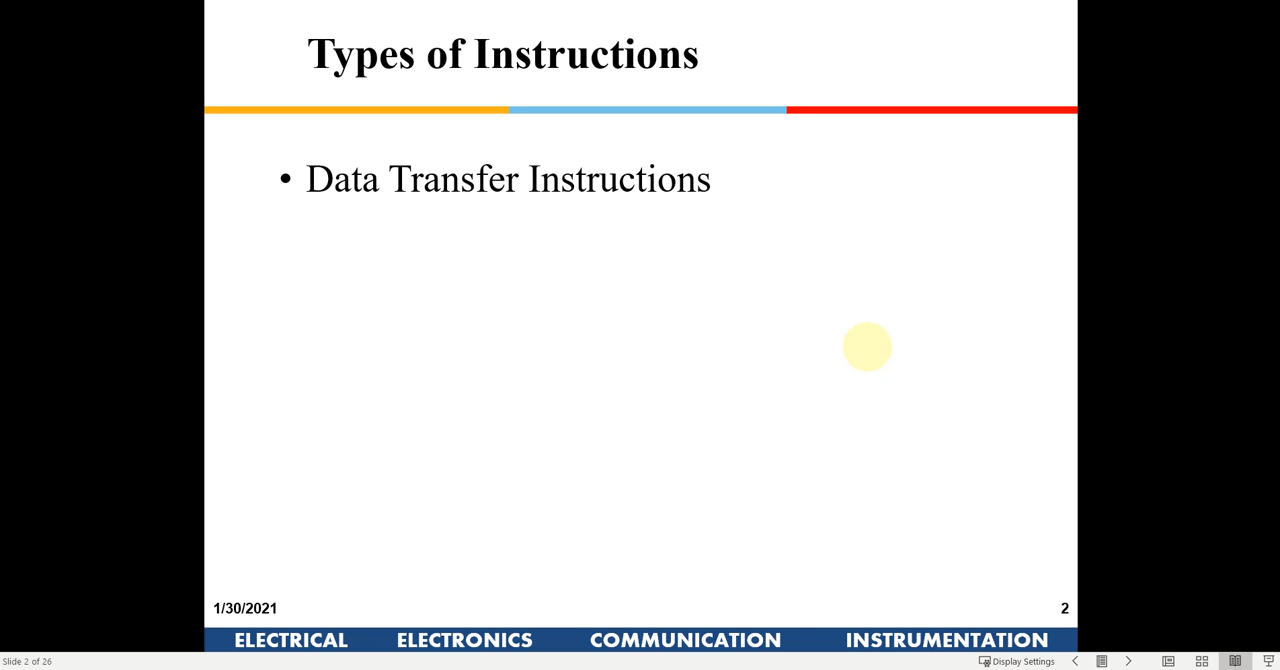 Types of Instructions
• Data Transfer Instructions
1/30/2021 2
ELECTRICAL ELECTRONICS COMMUNICATION INSTRUMENTATION
Slide 2 of 26 Display Settings